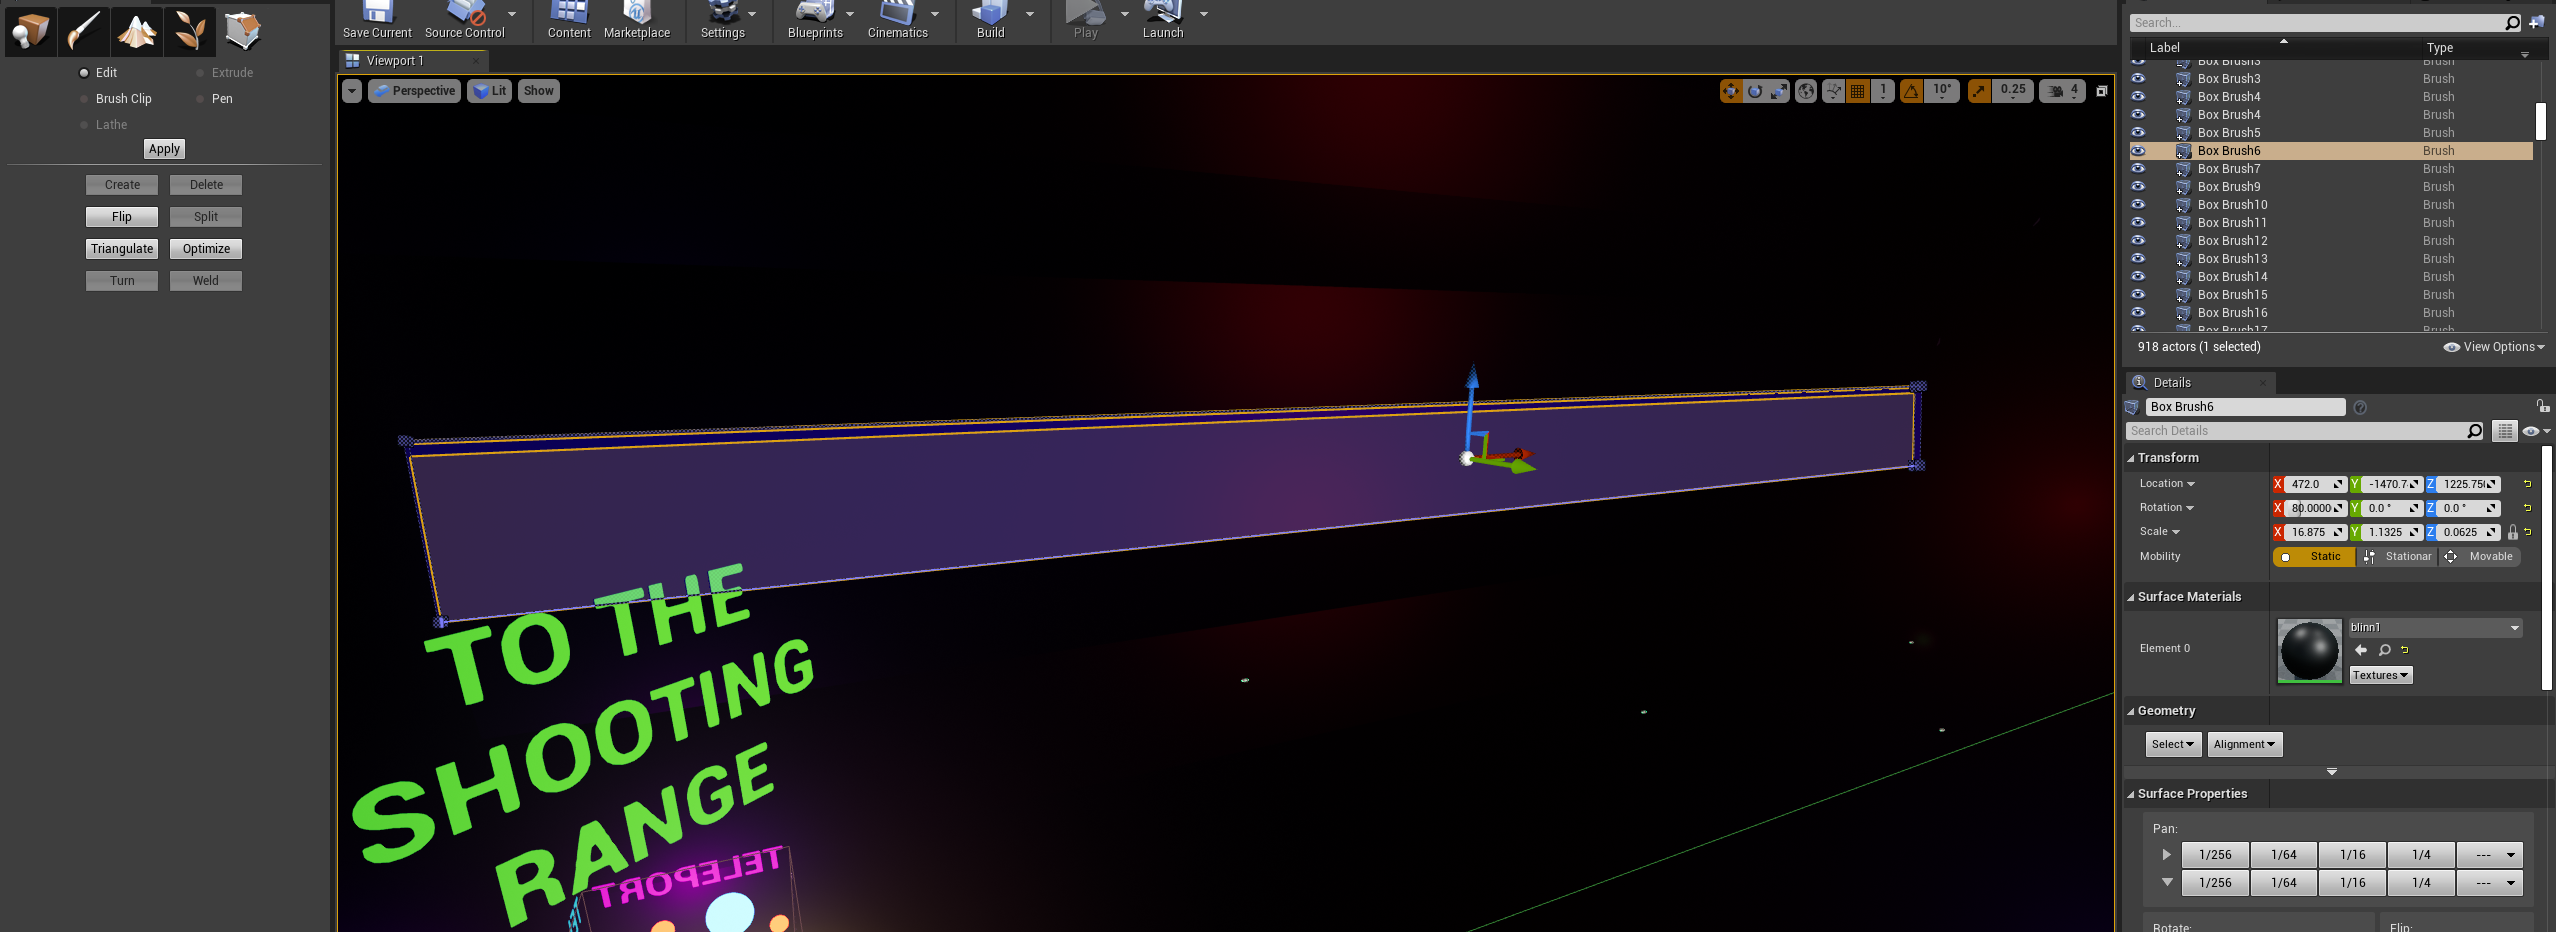 Save Current
Source Control
Content
Marketplace
Settings
Blueprints
Cinematics
Build
Play
Launch
Edit
Extrude
Brush Clip
Pen
Lathe
Apply
Create
Delete
Flip
Split
Triangulate
Optimize
Turn
Weld
Viewport 1
Perspective
Lit
Show
1
10°
0.25
4
TO THE
SHOOTING
RANGE
TELEPORT
Search...
Label
Type
Box Brush3
Box Brush3 Brush
Box Brush4 Brush
Box Brush4 Brush
Box Brush5 Brush
Box Brush6 Brush
Box Brush7 Brush
Box Brush9 Brush
Box Brush10 Brush
Box Brush11 Brush
Box Brush12 Brush
Box Brush13 Brush
Box Brush14 Brush
Box Brush15 Brush
Box Brush16 Brush
Box Brush17 Brush
918 actors (1 selected)
View Options
Details
Box Brush6
Search Details
Transform
Location X 472.0 Y -1470.7 Z 1225.75
Rotation X 80.0000 Y 0.0 ° Z 0.0 °
Scale X 16.875 Y 1.1325 Z 0.0625
Mobility Static Stationar Movable
Surface Materials
Element 0
blinn1
Textures
Geometry
Select
Alignment
Surface Properties
Pan:
1/256 1/64 1/16 1/4 ---
1/256 1/64 1/16 1/4 ---
Rotate:
Flip: